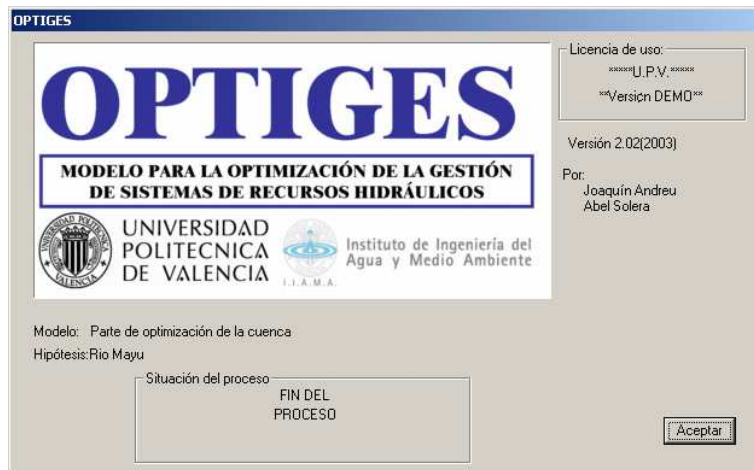 OPTIGES
OPTIGES
MODELO PARA LA OPTIMIZACIÓN DE LA GESTIÓN
DE SISTEMAS DE RECURSOS HIDRÁULICOS
UNIVERSIDAD
POLITECNICA
DE VALENCIA
I.I.A.M.A.
Instituto de Ingeniería del
Agua y Medio Ambiente
Licencia de uso:
*****U.P.V.*****
**Versión DEMO**
Versión 2.02(2003)
Por:
Joaquín Andreu
Abel Solera
Modelo: Parte de optimización de la cuenca
Hipótesis:Rio Mayu
Situación del proceso
FIN DEL
PROCESO
Aceptar